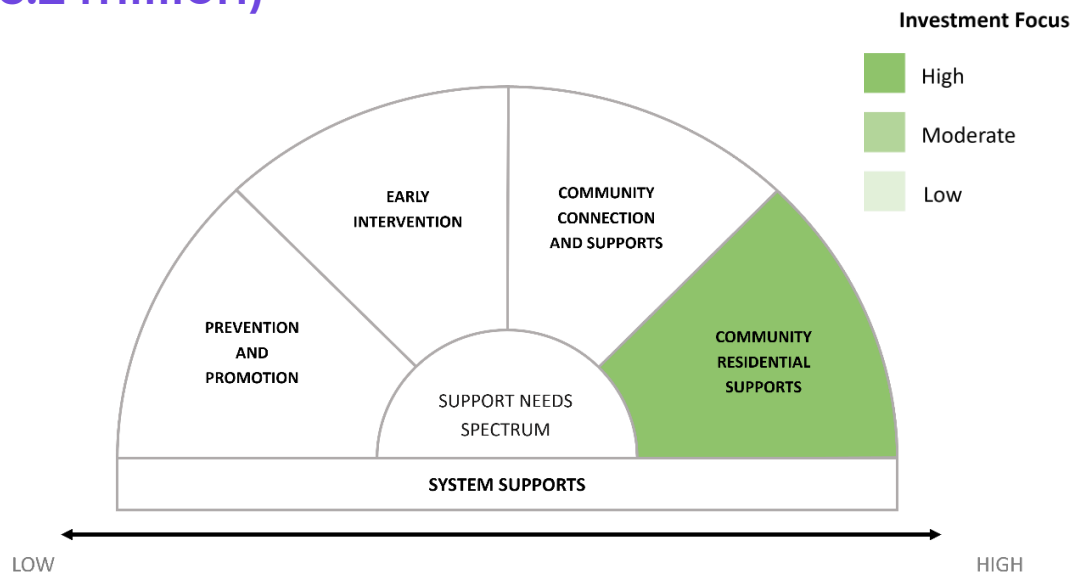 million)
Investment Focus
High
Moderate
Low
EARLY
INTERVENTION
COMMUNITY
CONNECTION
AND SUPPORTS
PREVENTION
AND
PROMOTION
COMMUNITY
RESIDENTIAL
SUPPORTS
SUPPORT NEEDS
SPECTRUM
SYSTEM SUPPORTS
LOW
HIGH